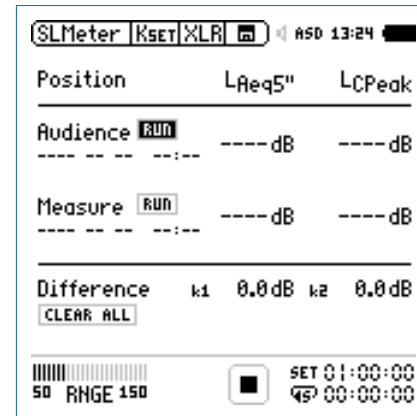 SLMeter KSET XLR ASD 13:24
Position LAeq5" LCPeak
Audience RUN ----dB ----dB
---- -- -- --:--
Measure RUN ----dB ----dB
---- -- -- --:--
Difference k1 0.0dB k2 0.0dB
CLEAR ALL
SET 01:00:00
50 RNGE 150 00:00:00